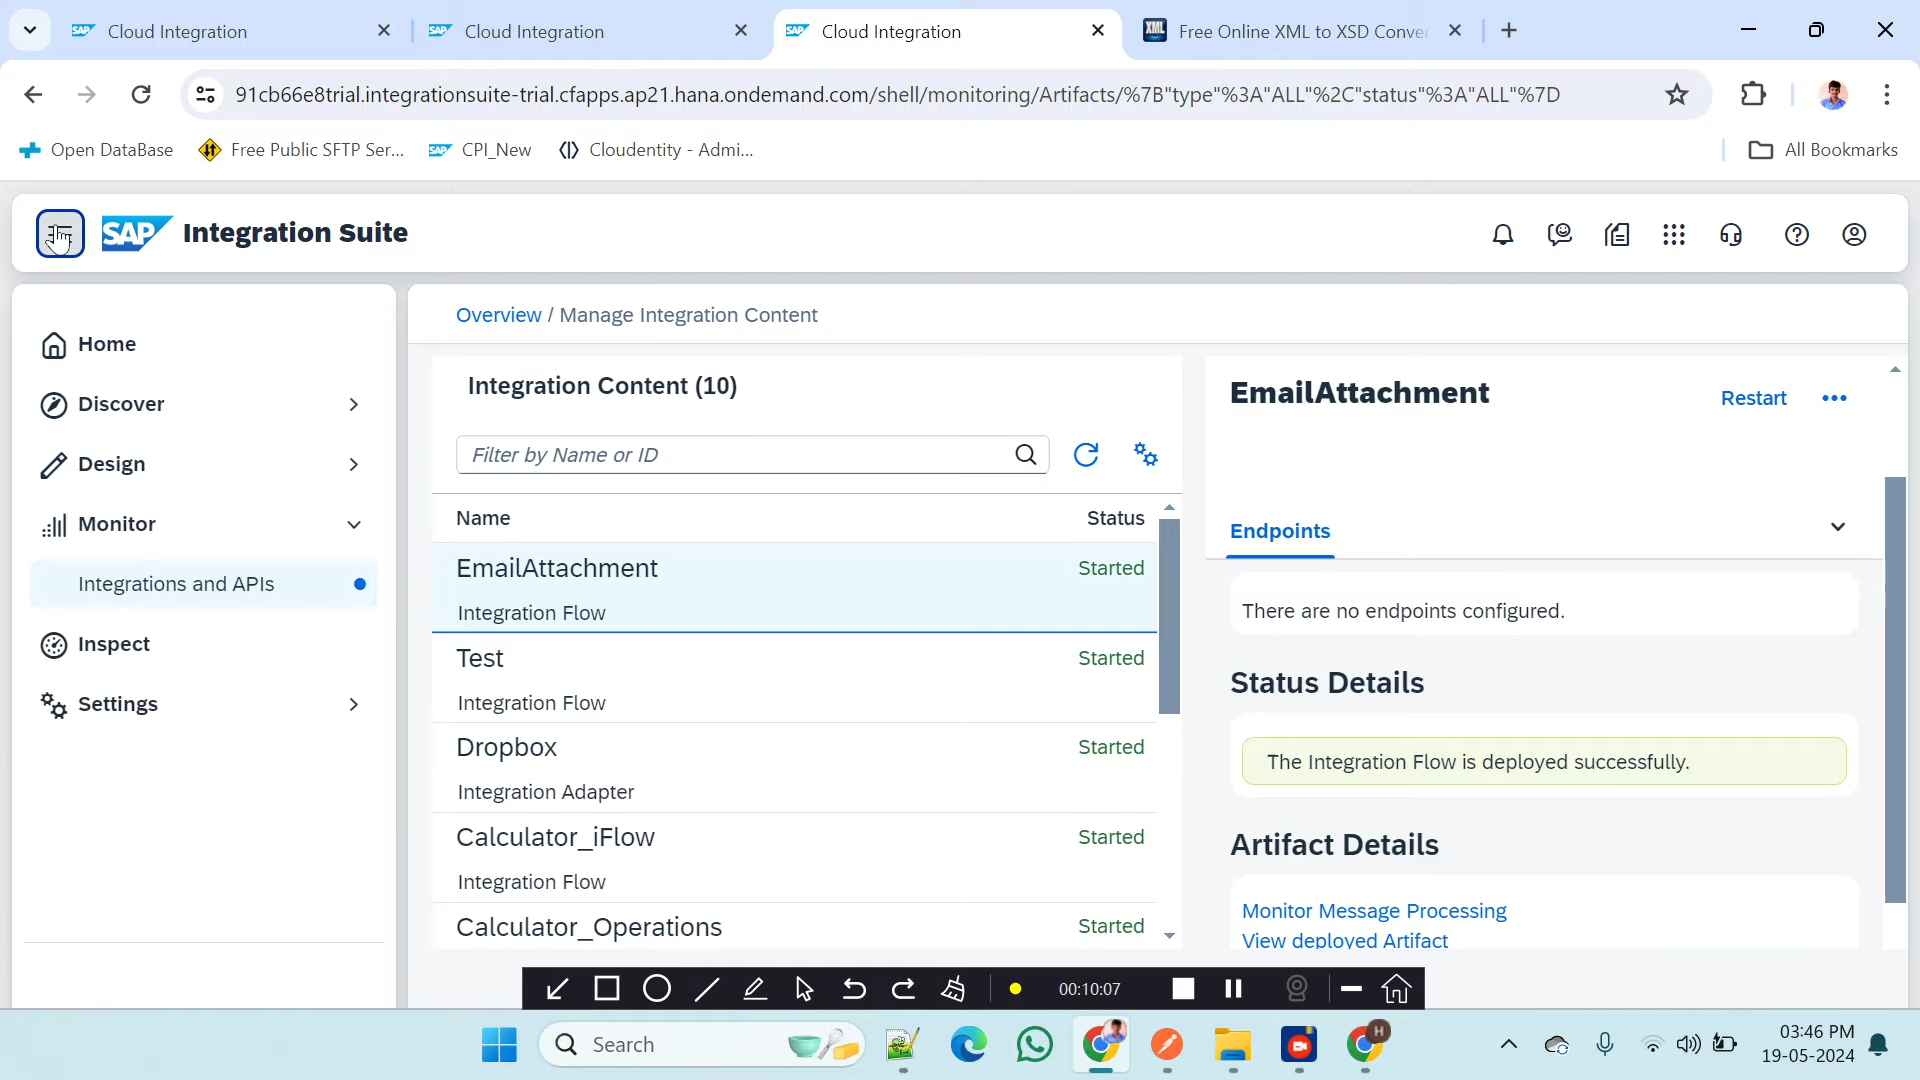 Cloud Integration
Cloud Integration
Cloud Integration
Free Online XML to XSD Conve
91cb66e8trial.integrationsuite-trial.cfapps.ap21.hana.ondemand.com/shell/monitoring/Artifacts/%7B"type"%3A"ALL"%2C"status"%3A"ALL"%7D
Open DataBase
Free Public SFTP Ser...
CPI_New
Cloudentity - Admi...
All Bookmarks
SAP Integration Suite
Home
Discover
Design
Monitor
Integrations and APIs
Inspect
Settings
Overview / Manage Integration Content
Integration Content (10)
Filter by Name or ID
Name Status
EmailAttachment Started
Integration Flow
Test Started
Integration Flow
Dropbox Started
Integration Adapter
Calculator_iFlow Started
Integration Flow
Calculator_Operations Started
EmailAttachment
Restart
Endpoints
There are no endpoints configured.
Status Details
The Integration Flow is deployed successfully.
Artifact Details
Monitor Message Processing
View deployed Artifact
00:10:07
Search
H
03:46 PM
19-05-2024